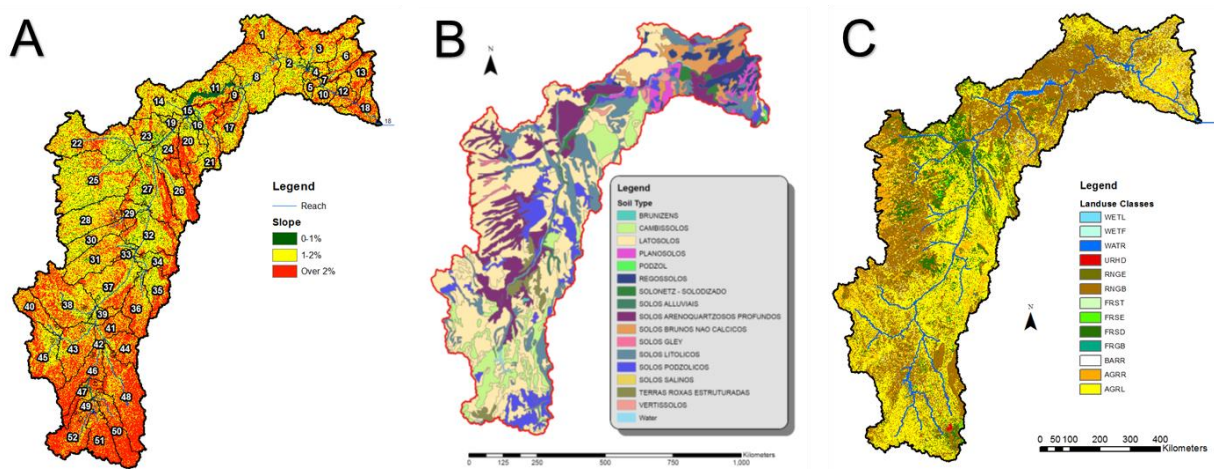 A
1
3
2
6
4
7
13
8
5
10
12
11
9
18
14
15
18
19
16
17
23
20
22
24
21
25
27
26
28
29
30
32
31
33
34
37
35
40
38
36
39
41
45
43
42
44
46
47
48
49
50
52
51
Legend
Reach
Slope
0-1%
1-2%
Over 2%
B
N
Legend
Soil Type
BRUNIZENS
CAMBISSOLOS
LATOSOLOS
PLANOSOLOS
PODZOL
REGOSSOLOS
SOLONETZ - SOLODIZADO
SOLOS ALLUVIAIS
SOLOS ARENOQUARTZOSOS PROFUNDOS
SOLOS BRUNOS NAO CALCICOS
SOLOS GLEY
SOLOS LITOLICOS
SOLOS PODZOLICOS
SOLOS SALINOS
TERRAS ROXAS ESTRUTURADAS
VERTISSOLOS
Water
0 125 250 500 750 1,000
Kilometers
C
Legend
Landuse Classes
WETL
WETF
WATR
URHD
RNGE
RNGB
FRST
FRSE
FRSD
FRGB
BARR
AGRR
AGRL
N
0 50 100 200 300 400
Kilometers